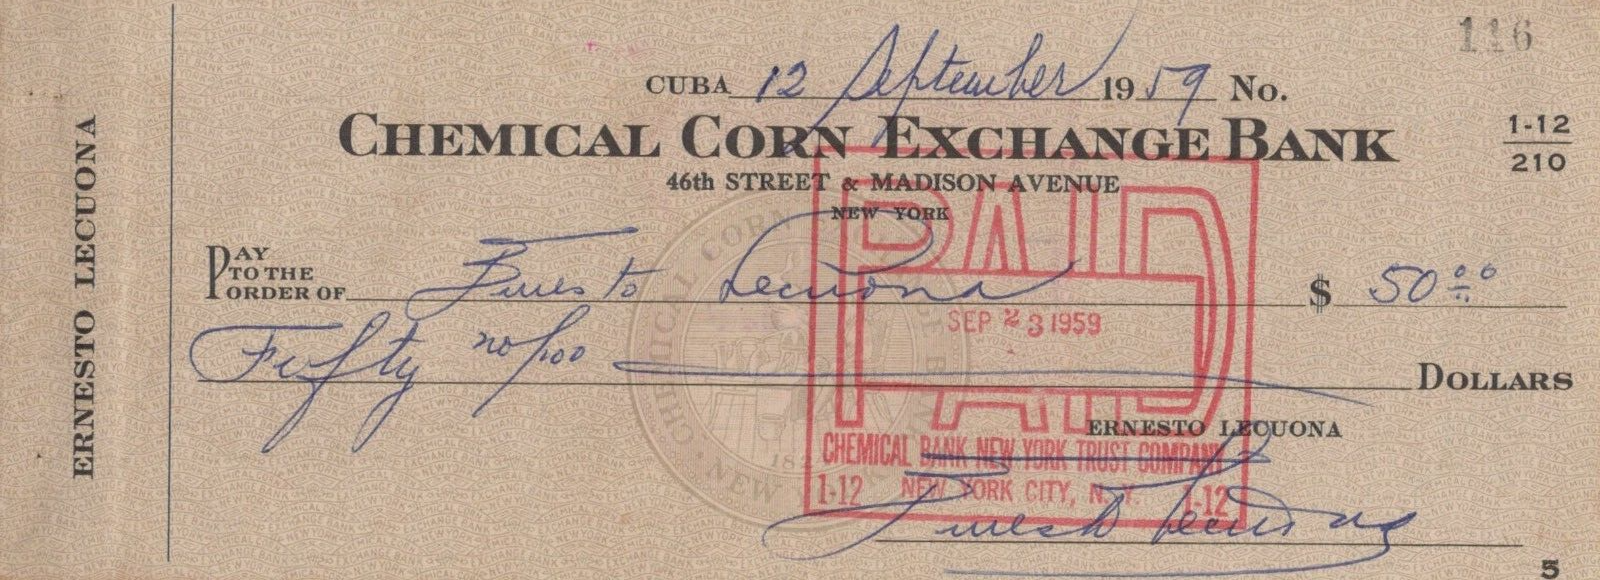 116
CUBA 12 September 1959 No.
CHEMICAL CORN EXCHANGE BANK
1-12
210
46th STREET & MADISON AVENUE
NEW YORK
PAY TO THE ORDER OF Ernesto Lecuona $ 50 00
Fifty no/100 DOLLARS
PAID
SEP 23 1959
CHEMICAL BANK NEW YORK TRUST COMPANY
1-12 NEW YORK CITY, N. Y. 1-12
ERNESTO LECUONA
Ernesto Lecuona
5
ERNESTO LECUONA